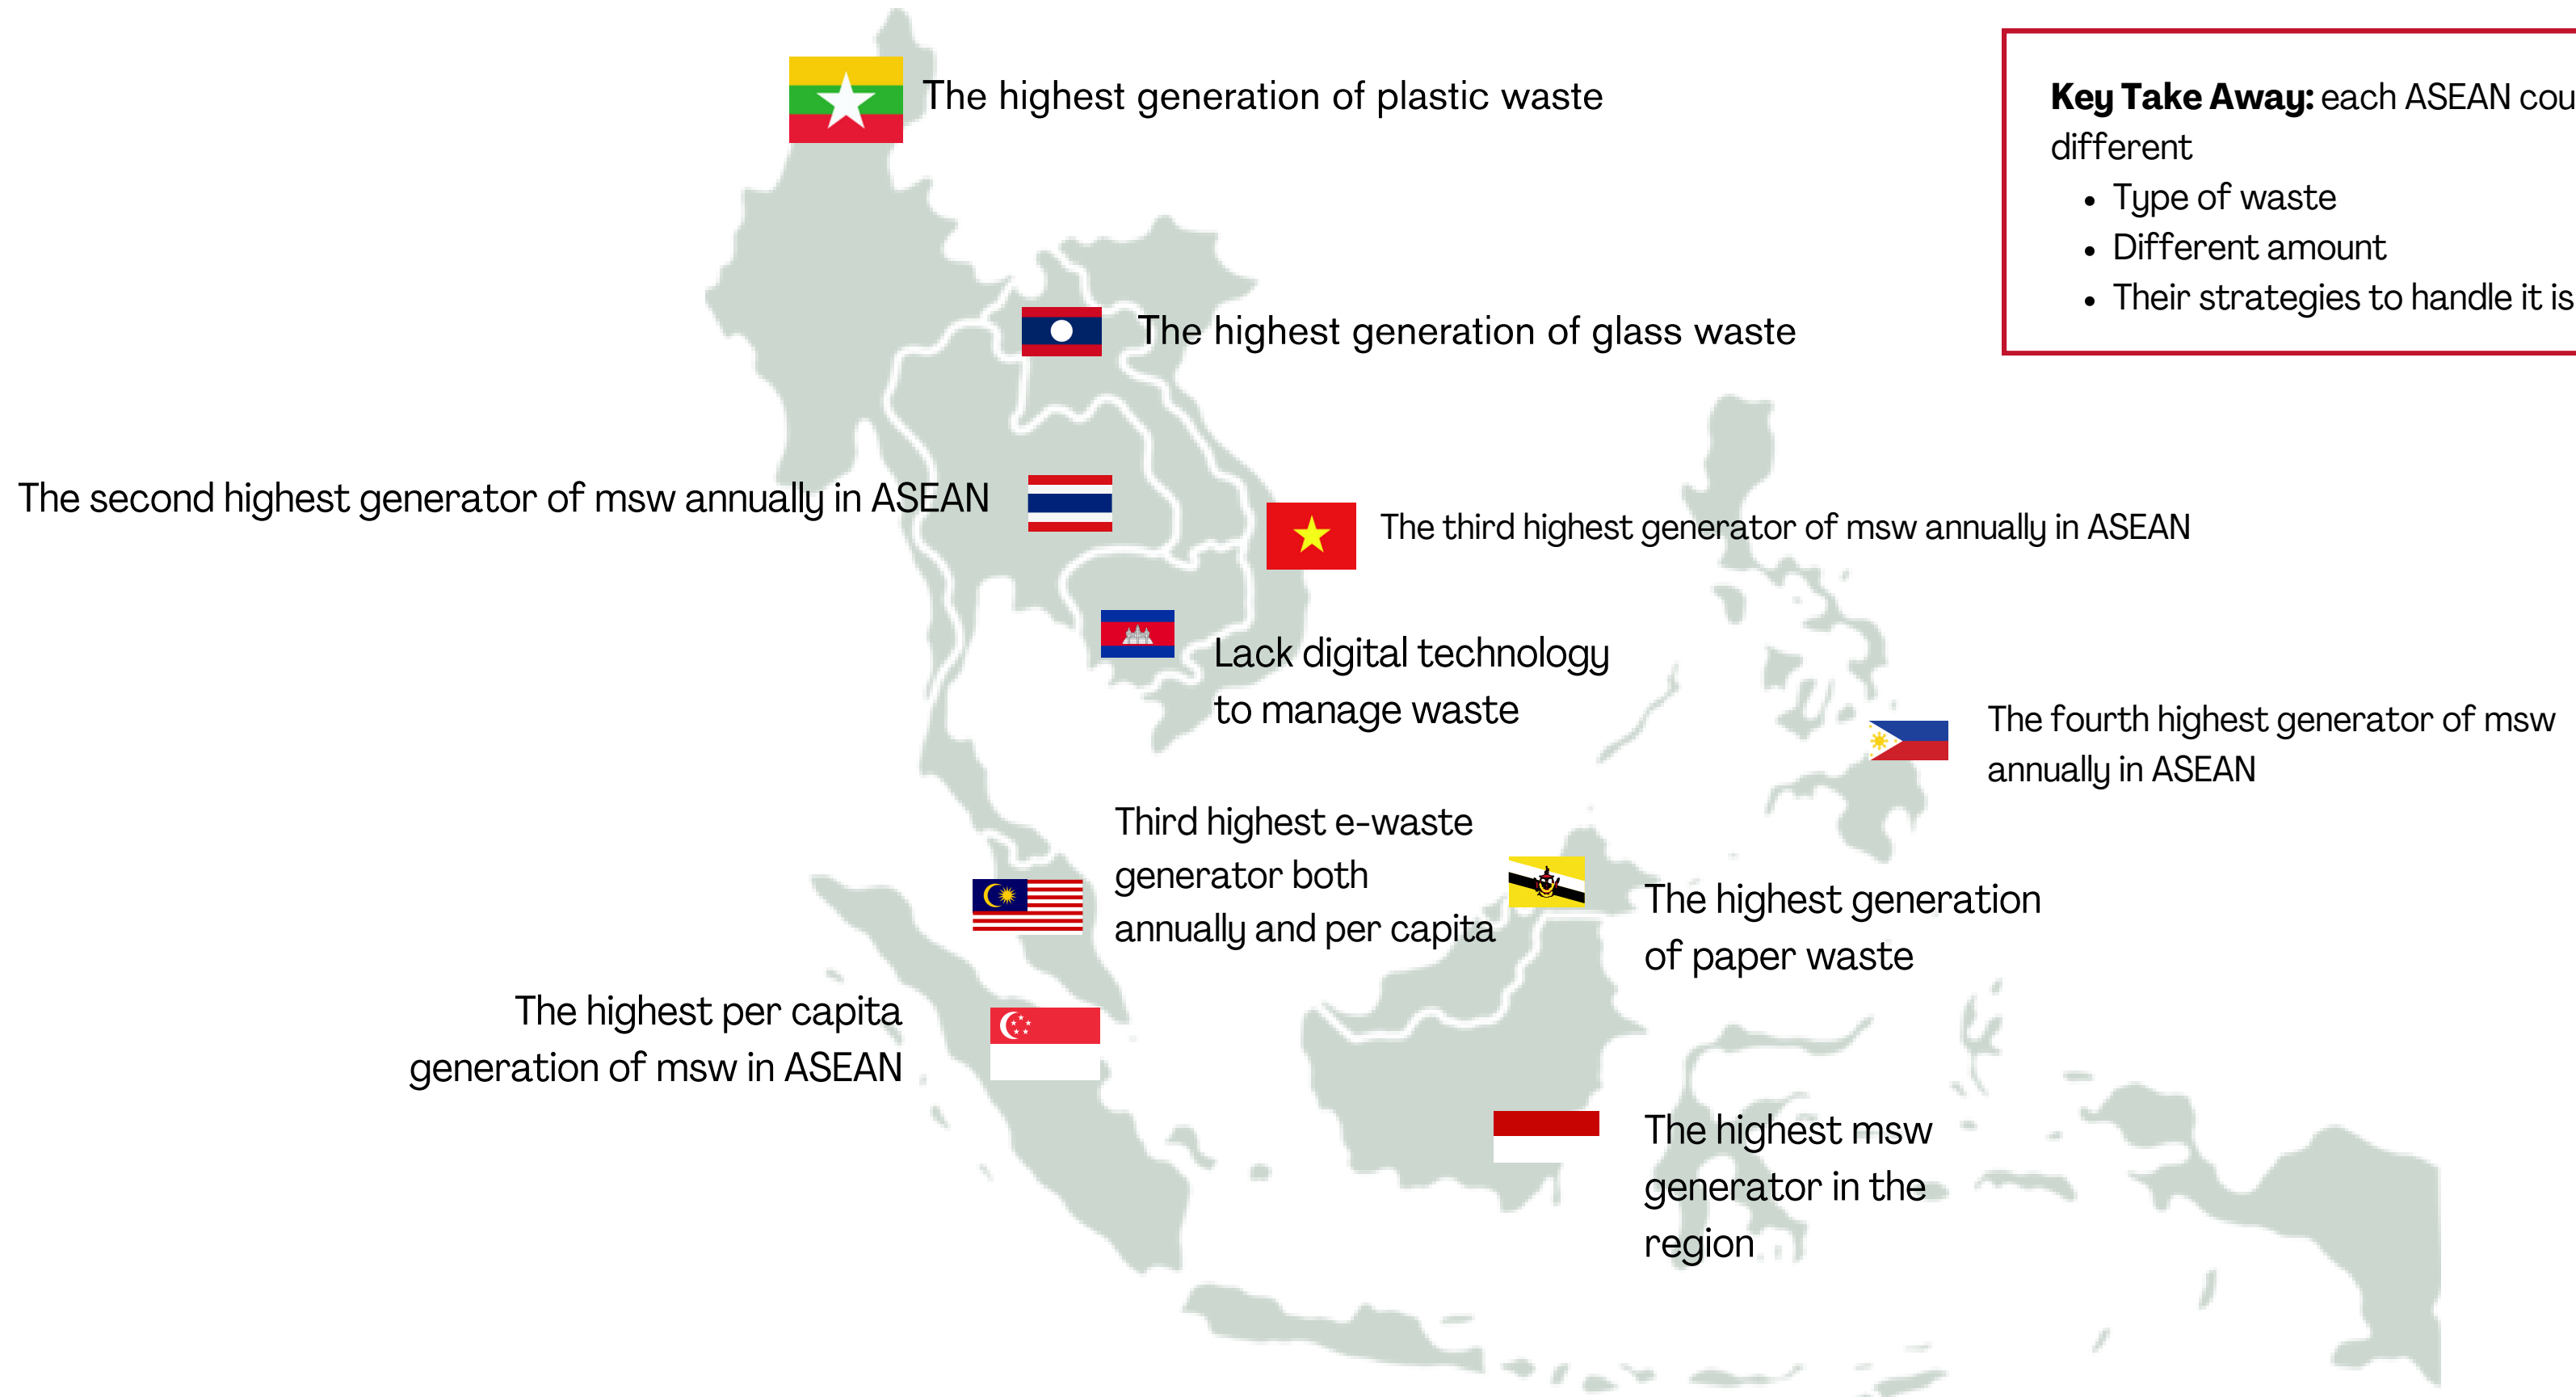 The highest generation of plastic waste
Key Take Away: each ASEAN cou
different
• Type of waste
• Different amount
• Their strategies to handle it is
The highest generation of glass waste
The second highest generator of msw annually in ASEAN
The third highest generator of msw annually in ASEAN
Lack digital technology
to manage waste
The fourth highest generator of msw
annually in ASEAN
Third highest e-waste
generator both
annually and per capita
The highest generation
of paper waste
The highest per capita
generation of msw in ASEAN
The highest msw
generator in the
region